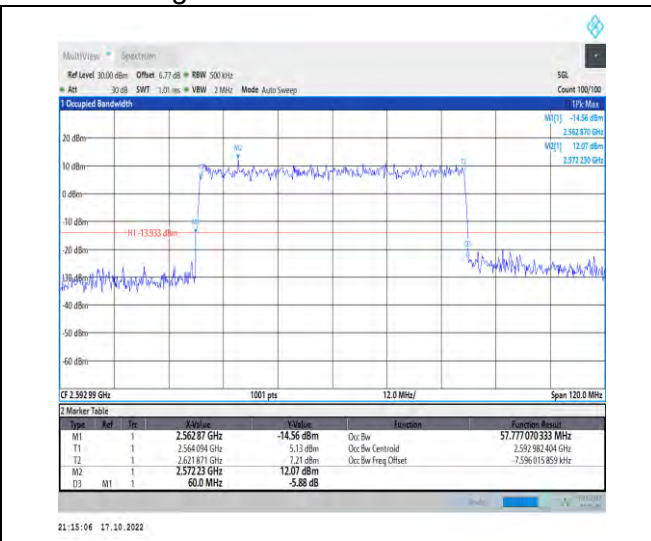 MultiView Spectrum
Ref Level 30.00 dBm Offset 6.77 dB RBW 500 kHz SGL
Att 30 dB SWT 1.01 ms VBW 2 MHz Mode Auto Sweep Count 100/100
1 Occupied Bandwidth 1Pk Max
M1[1] -14.56 dBm
2.562 870 GHz
M2[1] 12.07 dBm
2.572 230 GHz
20 dBm
M2
10 dBm
T2
0 dBm
-10 dBm
H1 -13.933 dBm
-20 dBm
D3
-30 dBm
-40 dBm
-50 dBm
-60 dBm
CF 2.592 99 GHz 1001 pts 12.0 MHz/ Span 120.0 MHz
2 Marker Table
Type Ref Trc X-Value Y-Value Function Function Result
M1 1 2.562 87 GHz -14.56 dBm Occ Bw 57.777 070 333 MHz
T1 1 2.564 094 GHz 5.13 dBm Occ Bw Centroid 2.592 982 404 GHz
T2 1 2.621 871 GHz 7.21 dBm Occ Bw Freq Offset -7.596 015 859 kHz
M2 1 2.572 23 GHz 12.07 dBm
D3 M1 1 60.0 MHz -5.88 dB
21:15:06 17.10.2022